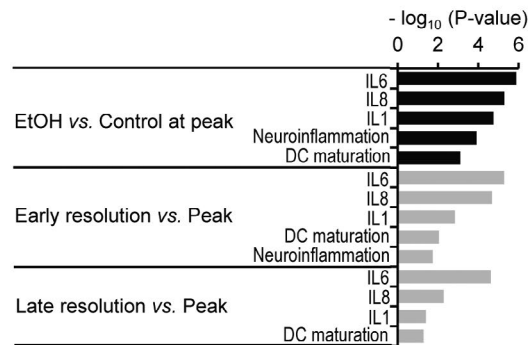 - log₁₀ (P-value)
0 2 4 6
EtOH vs. Control at peak
IL6
IL8
IL1
Neuroinflammation
DC maturation
Early resolution vs. Peak
IL6
IL8
IL1
DC maturation
Neuroinflammation
Late resolution vs. Peak
IL6
IL8
IL1
DC maturation